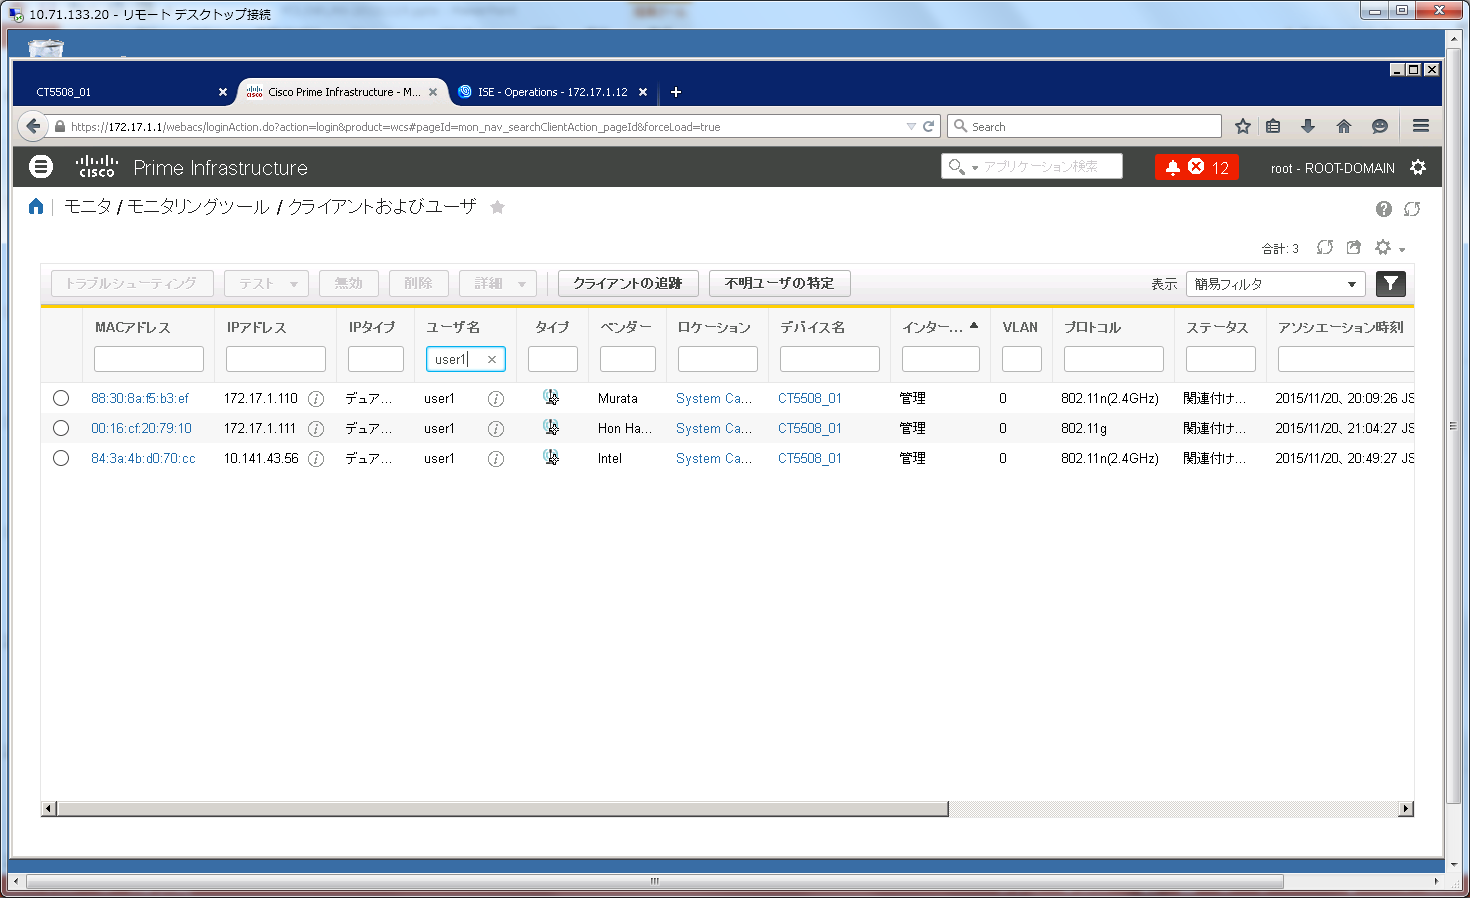 10.71.133.20 - リモート デスクトップ接続
CT5508_01
Cisco Prime Infrastructure - M...
ISE - Operations - 172.17.1.12
https://172.17.1.1/webacs/loginAction.do?action=login&product=wcs#pageId=mon_nav_searchClientAction_pageId&forceLoad=true
Search
CISCO Prime Infrastructure
アプリケーション検索
12
root - ROOT-DOMAIN
モニタ / モニタリングツール / クライアントおよびユーザ
合計: 3
トラブルシューティング テスト 無効 削除 詳細 クライアントの追跡 不明ユーザの特定 表示 簡易フィルタ
MACアドレス IPアドレス IPタイプ ユーザ名 タイプ ベンダー ロケーション デバイス名 インター... VLAN プロトコル ステータス アソシエーション時刻
user1
88:30:8a:f5:b3:ef 172.17.1.110 デュア... user1 Murata System Ca... CT5508_01 管理 0 802.11n(2.4GHz) 関連付け... 2015/11/20、20:09:26 JS
00:16:cf:20:79:10 172.17.1.111 デュア... user1 Hon Ha... System Ca... CT5508_01 管理 0 802.11g 関連付け... 2015/11/20、21:04:27 JS
84:3a:4b:d0:70:cc 10.141.43.56 デュア... user1 Intel System Ca... CT5508_01 管理 0 802.11n(2.4GHz) 関連付け... 2015/11/20、20:49:27 JS